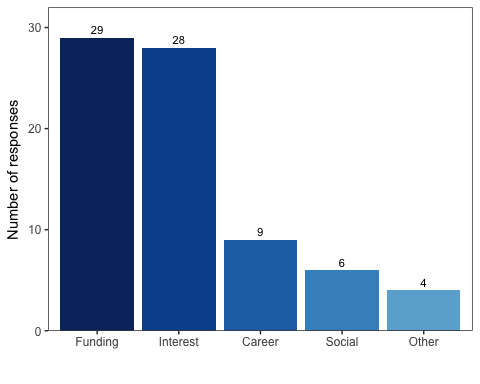 Number of responses
30
20
10
0
29
28
9
6
4
Funding
Interest
Career
Social
Other